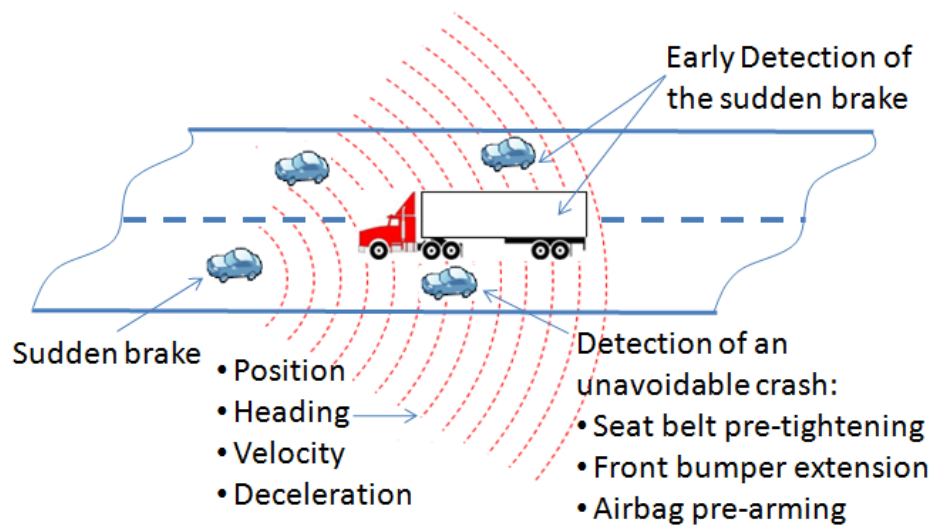 Early Detection of
the sudden brake
Sudden brake
• Position
• Heading
• Velocity
• Deceleration
Detection of an
unavoidable crash:
• Seat belt pre-tightening
• Front bumper extension
• Airbag pre-arming